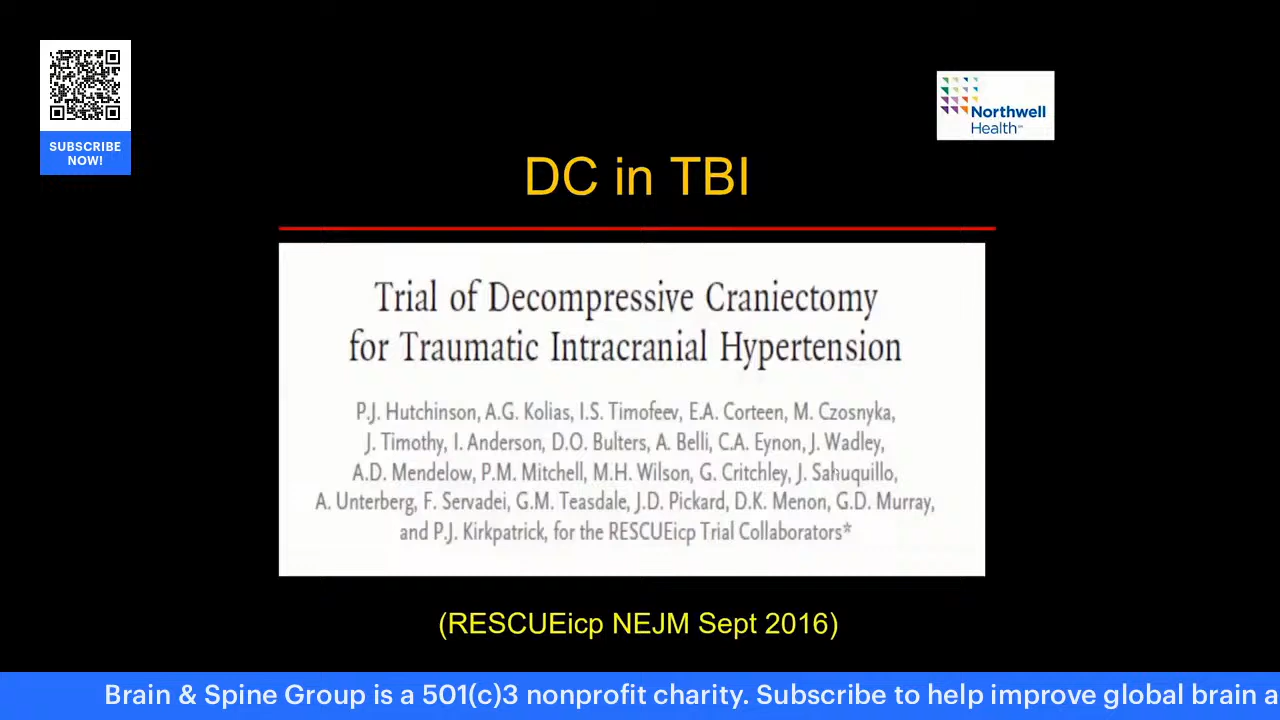 SUBSCRIBE
NOW!
Northwell
Health
DC in TBI
Trial of Decompressive Craniectomy
for Traumatic Intracranial Hypertension
P.J. Hutchinson, A.G. Kolias, I.S. Timofeev, E.A. Corteen, M. Czosnyka,
J. Timothy, I. Anderson, D.O. Bulters, A. Belli, C.A. Eynon, J. Wadley,
A.D. Mendelow, P.M. Mitchell, M.H. Wilson, G. Critchley, J. Sahuquillo,
A. Unterberg, F. Servadei, G.M. Teasdale, J.D. Pickard, D.K. Menon, G.D. Murray,
and P.J. Kirkpatrick, for the RESCUEicp Trial Collaborators*
(RESCUEicp NEJM Sept 2016)
Brain & Spine Group is a 501(c)3 nonprofit charity. Subscribe to help improve global brain a